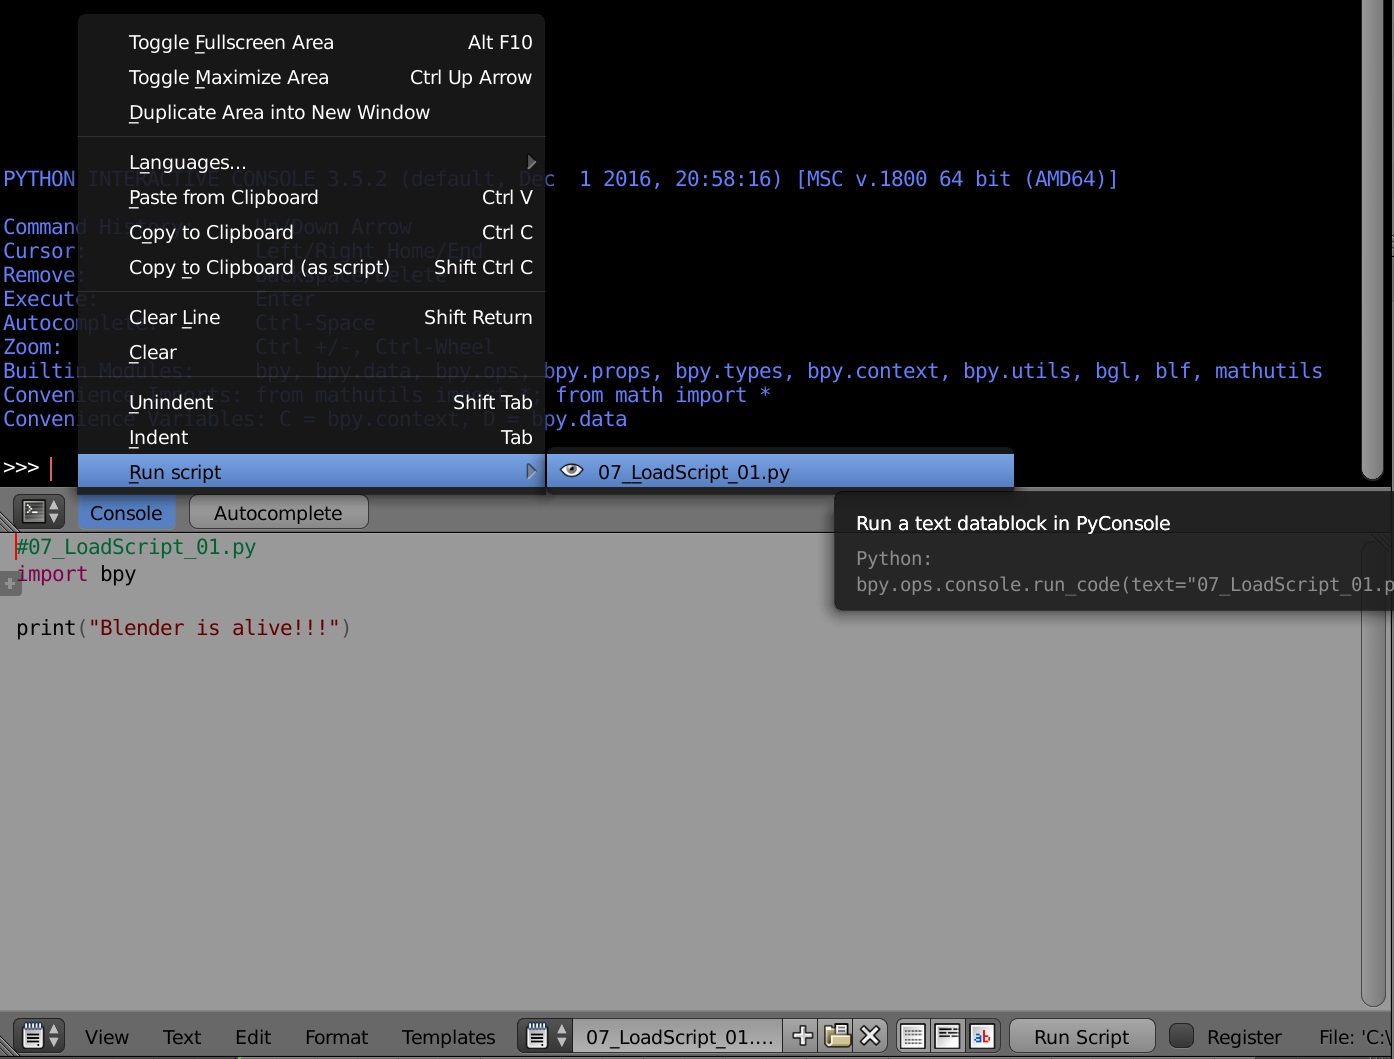 Toggle Fullscreen Area Alt F10
Toggle Maximize Area Ctrl Up Arrow
Duplicate Area into New Window
Languages...
PYTHON INTERACTIVE CONSOLE 3.5.2 (default, Dec  1 2016, 20:58:16) [MSC v.1800 64 bit (AMD64)]
Paste from Clipboard Ctrl V
Command History: Up/Down Arrow
Copy to Clipboard Ctrl C
Cursor: Left/Right Home/End
Copy to Clipboard (as script) Shift Ctrl C
Remove: Backspace/Delete
Execute: Enter
Clear Line Shift Return
Autocomplete: Ctrl-Space
Zoom: Ctrl +/-, Ctrl-Wheel
Clear
Builtin Modules: bpy, bpy.data, bpy.ops, bpy.props, bpy.types, bpy.context, bpy.utils, bgl, blf, mathutils
Convenience Imports: from mathutils import *; from math import *
Unindent Shift Tab
Convenience Variables: C = bpy.context, D = bpy.data
Indent Tab
>>>
Run script 07_LoadScript_01.py
Console Autocomplete
Run a text datablock in PyConsole
Python:
bpy.ops.console.run_code(text="07_LoadScript_01.p
#07_LoadScript_01.py
import bpy
print("Blender is alive!!!")
View Text Edit Format Templates 07_LoadScript_01.... ab Run Script Register File: 'C:\